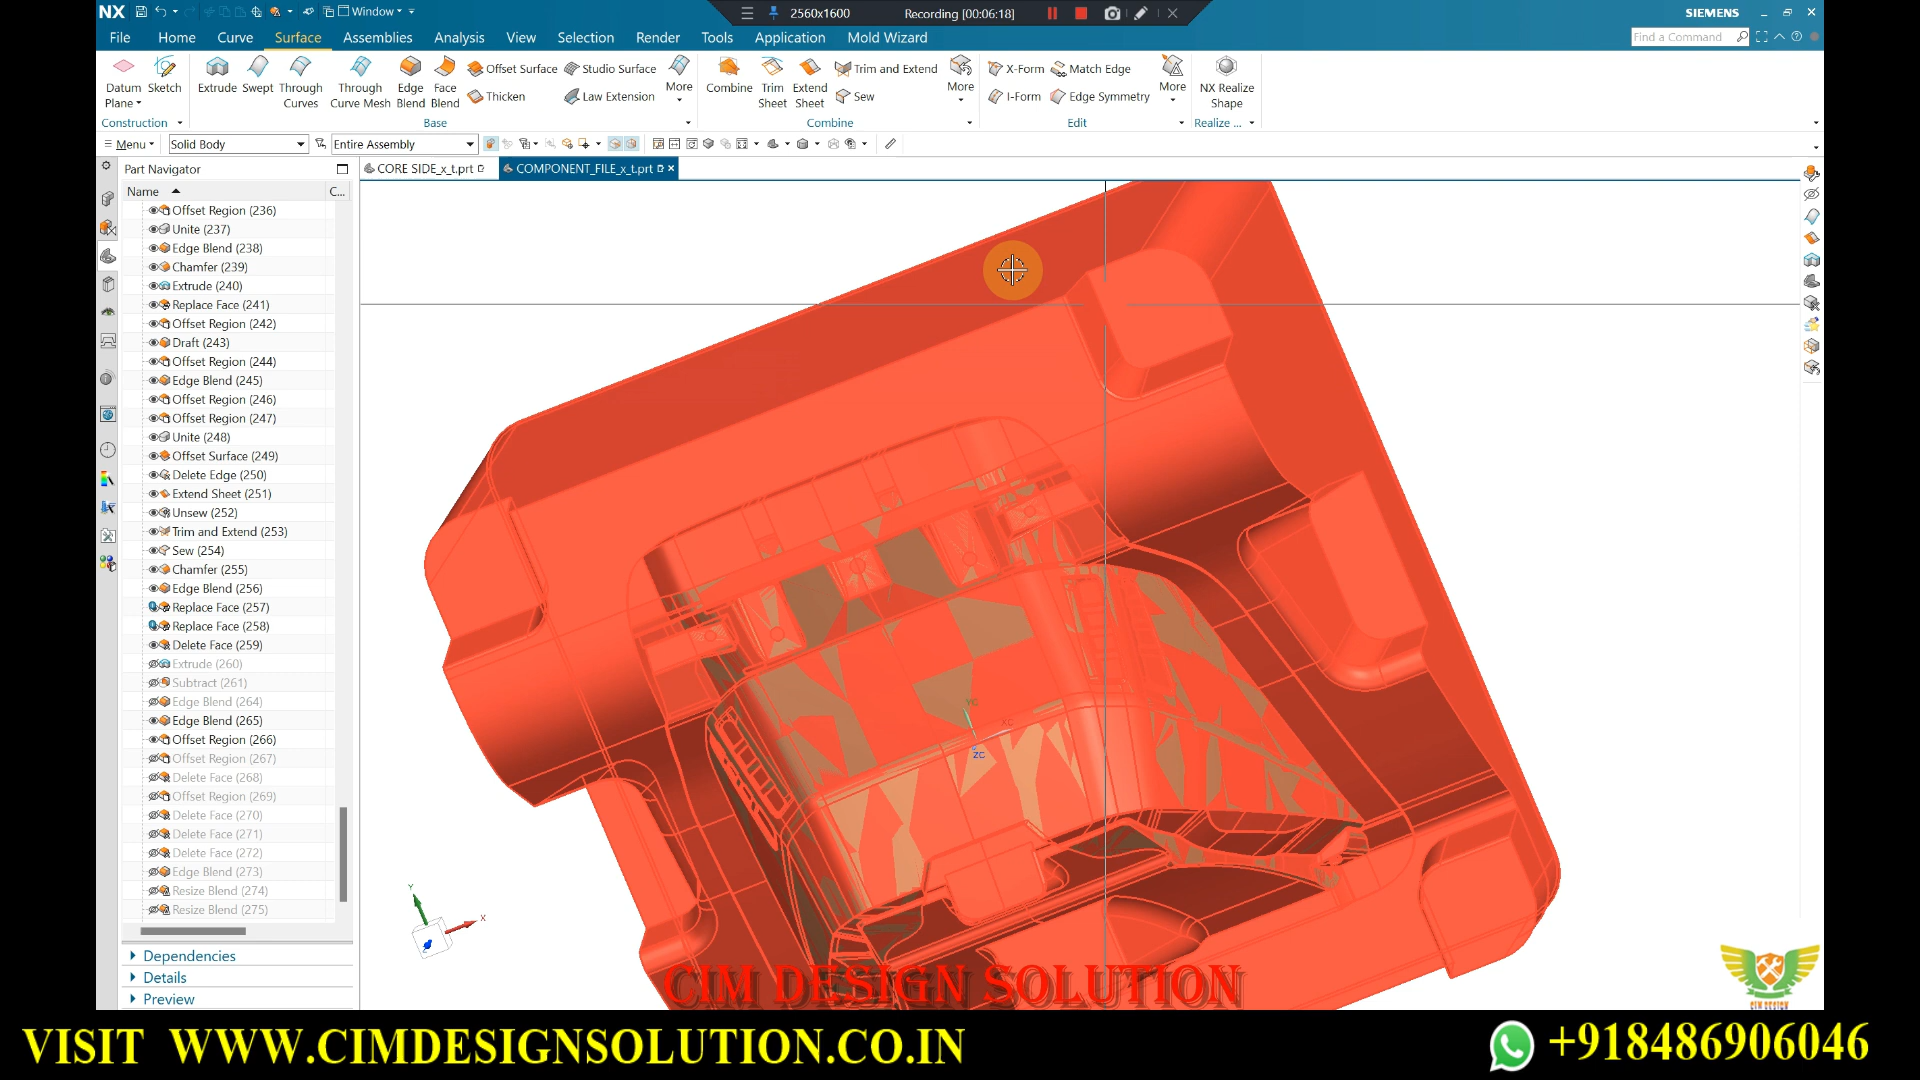 NX
Window
2560x1600
Recording [00:06:18]
SIEMENS
File Home Curve Surface Assemblies Analysis View Selection Render Tools Application Mold Wizard
Find a Command
Datum Plane
Sketch
Extrude
Swept
Through Curves
Through Curve Mesh
Edge Blend
Face Blend
Offset Surface
Thicken
Studio Surface
Law Extension
More
Combine
Trim Sheet
Extend Sheet
Trim and Extend
Sew
More
X-Form
I-Form
Match Edge
Edge Symmetry
More
NX Realize Shape
Construction
Base
Combine
Edit
Realize ...
Menu
Solid Body
Entire Assembly
Part Navigator
CORE SIDE_x_t.prt
COMPONENT_FILE_x_t.prt
Name
C...
Offset Region (236)
Unite (237)
Edge Blend (238)
Chamfer (239)
Extrude (240)
Replace Face (241)
Offset Region (242)
Draft (243)
Offset Region (244)
Edge Blend (245)
Offset Region (246)
Offset Region (247)
Unite (248)
Offset Surface (249)
Delete Edge (250)
Extend Sheet (251)
Unsew (252)
Trim and Extend (253)
Sew (254)
Chamfer (255)
Edge Blend (256)
Replace Face (257)
Replace Face (258)
Delete Face (259)
Extrude (260)
Subtract (261)
Edge Blend (264)
Edge Blend (265)
Offset Region (266)
Offset Region (267)
Delete Face (268)
Offset Region (269)
Delete Face (270)
Delete Face (271)
Delete Face (272)
Edge Blend (273)
Resize Blend (274)
Resize Blend (275)
Dependencies
Details
Preview
YC
XC
ZC
Y
X
CIM DESIGN SOLUTION
CIM DESIGN
VISIT WWW.CIMDESIGNSOLUTION.CO.IN
+918486906046